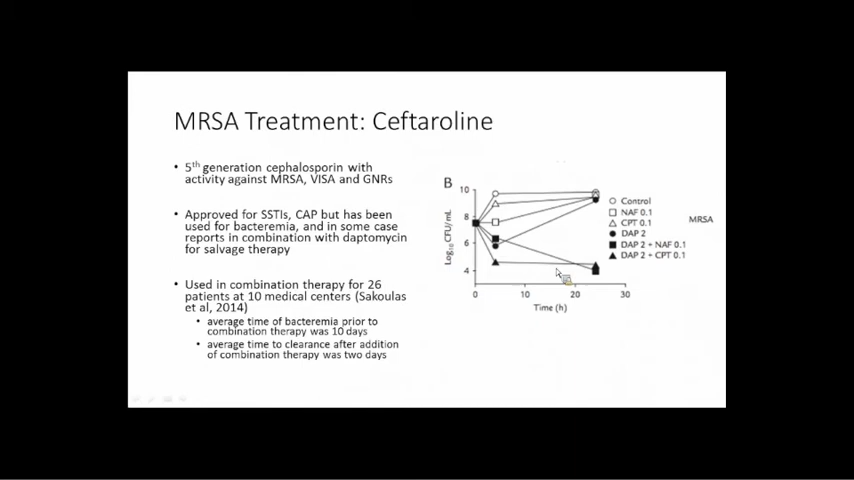 MRSA Treatment: Ceftaroline
• 5th generation cephalosporin with
activity against MRSA, VISA and GNRs
• Approved for SSTIs, CAP but has been
used for bacteremia, and in some case
reports in combination with daptomycin
for salvage therapy
• Used in combination therapy for 26
patients at 10 medical centers (Sakoulas
et al, 2014)
• average time of bacteremia prior to
combination therapy was 10 days
• average time to clearance after addition
of combination therapy was two days
B
10
8
6
4
Log10CFU/mL
0 10 20 30
Time (h)
Control
NAF 0.1
CPT 0.1
DAP 2
DAP 2 + NAF 0.1
DAP 2 + CPT 0.1
MRSA